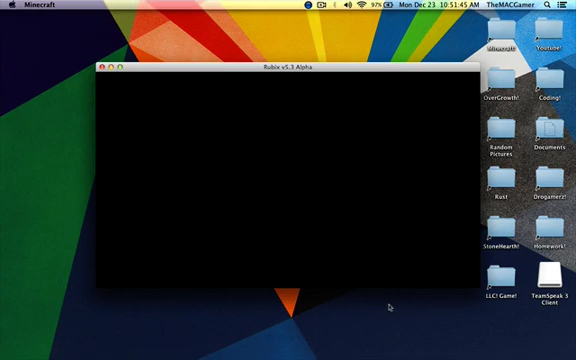 Minecraft
97%
Mon Dec 23 10:51:45 AM
TheMACGamer
Rubix v5.3 Alpha
Minecraft!
Youtube!
OverGrowth!
Coding!
Random
Pictures
Documents
Rust
Drogamerz!
StoneHearth!
Homework!
LLC! Game!
TeamSpeak 3
Client